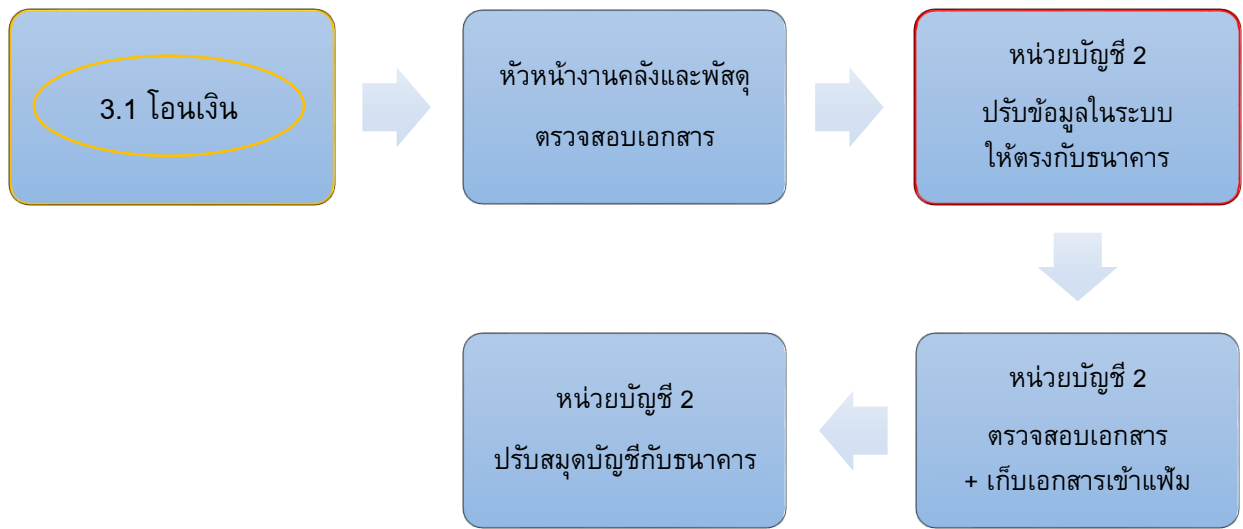 3.1 โอนเงิน
หัวหน้างานคลังและพัสดุ
ตรวจสอบเอกสาร
หน่วยบัญชี 2
ปรับข้อมูลในระบบ
ให้ตรงกับธนาคาร
หน่วยบัญชี 2
ตรวจสอบเอกสาร
+ เก็บเอกสารเข้าแฟ้ม
หน่วยบัญชี 2
ปรับสมุดบัญชีกับธนาคาร